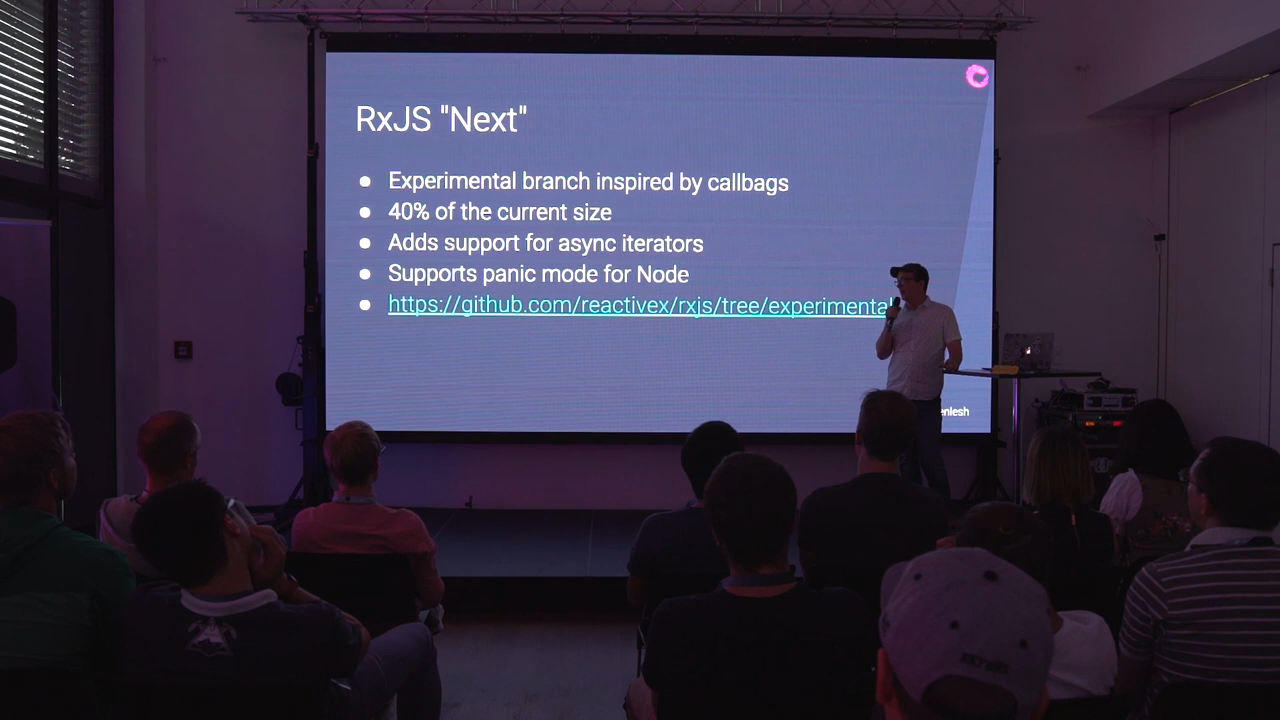 RxJS "Next"
Experimental branch inspired by callbags
40% of the current size
Adds support for async iterators
Supports panic mode for Node
https://github.com/reactivex/rxjs/tree/experimental
enlesh